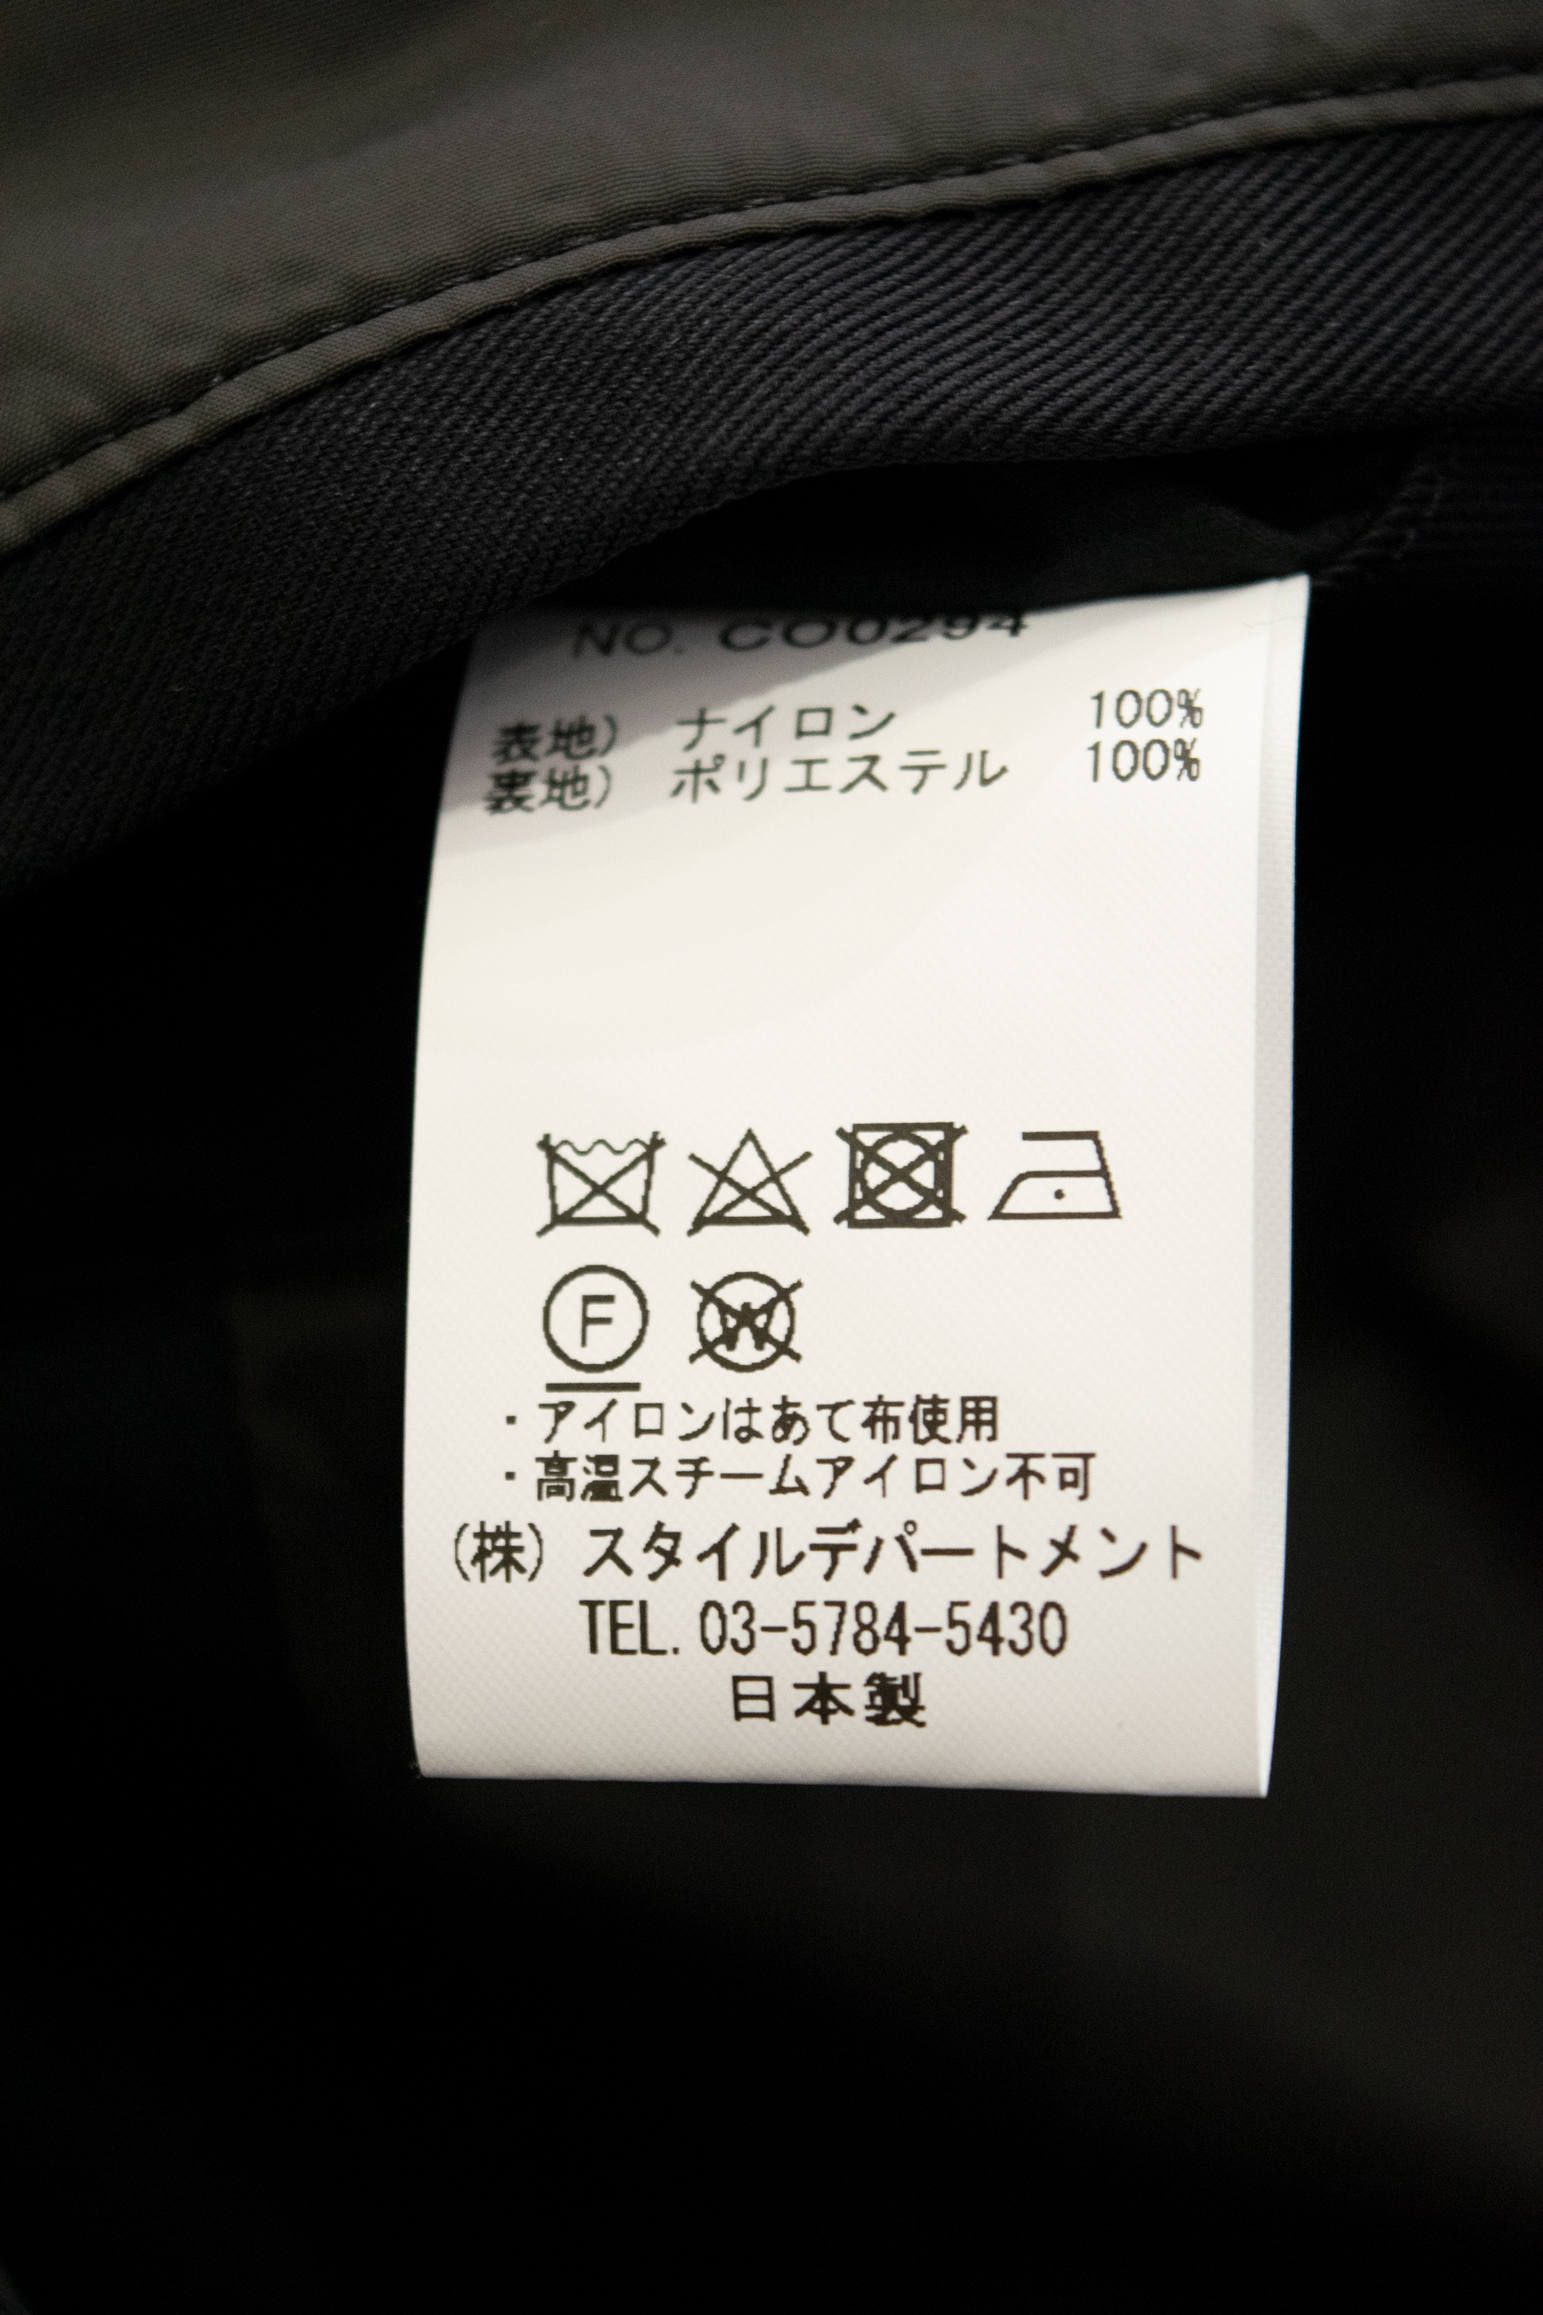 NO. CO0294
表地) ナイロン 100%
裏地) ポリエステル 100%
F W
・アイロンはあて布使用
・高温スチームアイロン不可
(株) スタイルデパートメント
TEL. 03-5784-5430
日本製